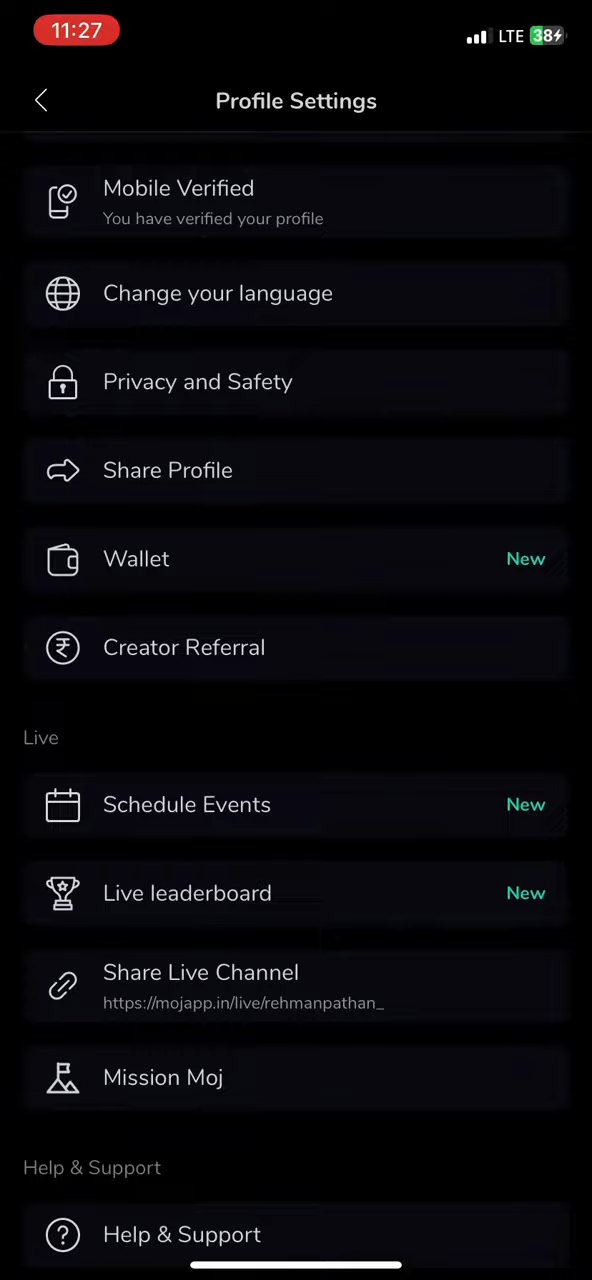 11:27
LTE 38
Profile Settings
Mobile Verified
You have verified your profile
Change your language
Privacy and Safety
Share Profile
Wallet New
₹ Creator Referral
Live
Schedule Events New
Live leaderboard New
Share Live Channel
https://mojapp.in/live/rehmanpathan_
Mission Moj
Help & Support
? Help & Support